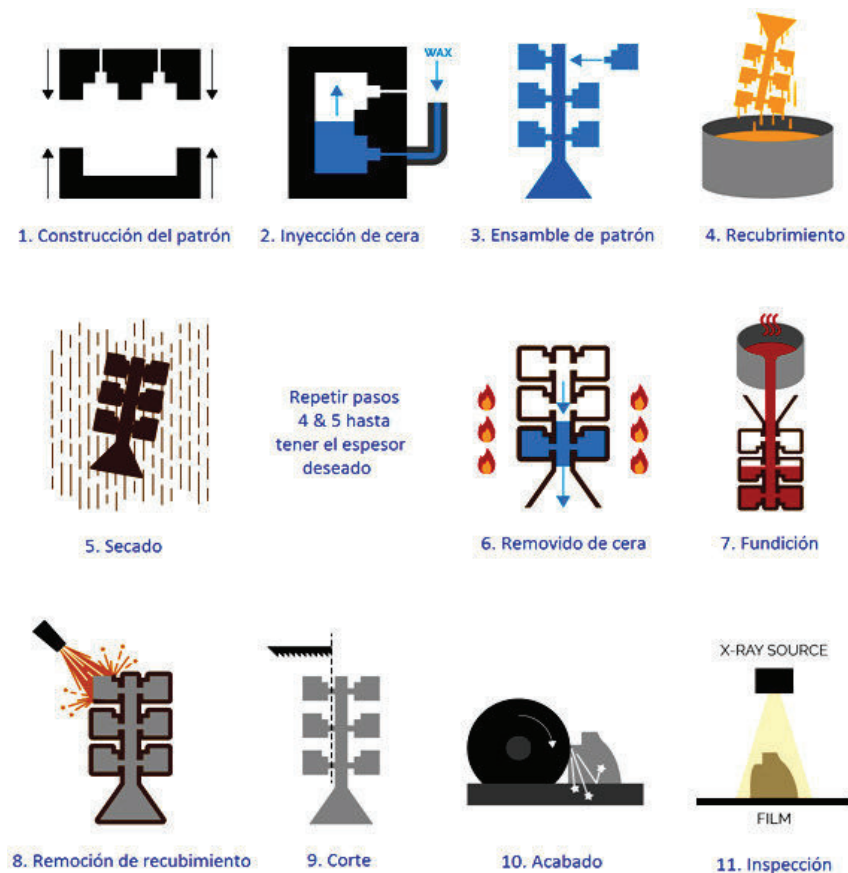 WAX
1. Construcción del patrón
2. Inyección de cera
3. Ensamble de patrón
4. Recubrimiento
Repetir pasos
4 & 5 hasta
tener el espesor
deseado
5. Secado
6. Removido de cera
7. Fundición
X-RAY SOURCE
FILM
8. Remoción de recubimiento
9. Corte
10. Acabado
11. Inspección